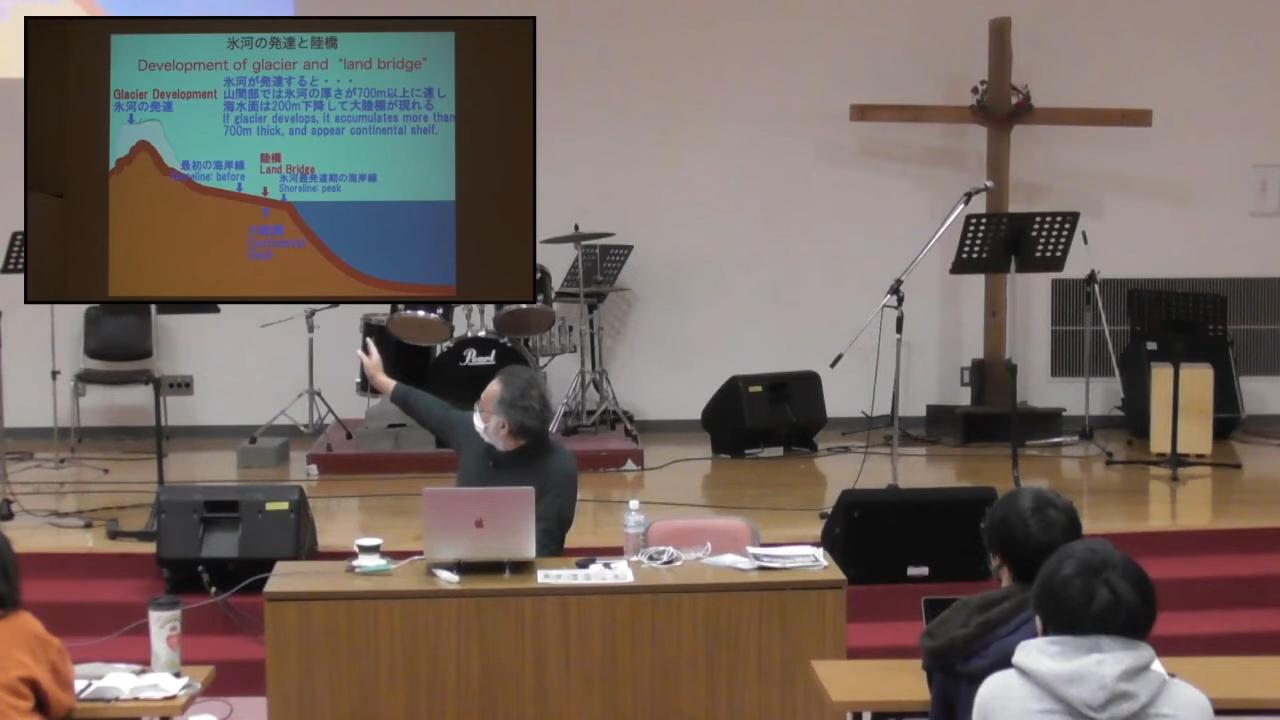 氷河の発達と陸橋
Development of glacier and “land bridge”
氷河が発達すると・・・
山間部では氷河の厚さが700m以上に達し
海水面は200m下降して大陸棚が現れる
If glacier develops, it accumulates more than
700m thick, and appear continental shelf.
Glacier Development
氷河の発達
最初の海岸線
Shoreline: before
陸橋
Land Bridge
氷河最発達期の海岸線
Shoreline: peak
大陸棚
Continental
Shelf
Pearl